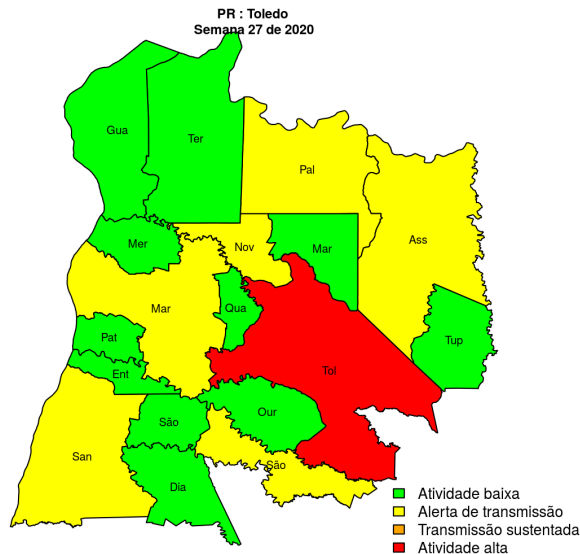 PR : Toledo
Semana 27 de 2020
Gua
Ter
Pal
Ass
Mer
Nov
Mar
Mar
Qua
Pat
Tup
Ent
Tol
São
Our
San
São
Dia
Atividade baixa
Alerta de transmissão
Transmissão sustentada
Atividade alta